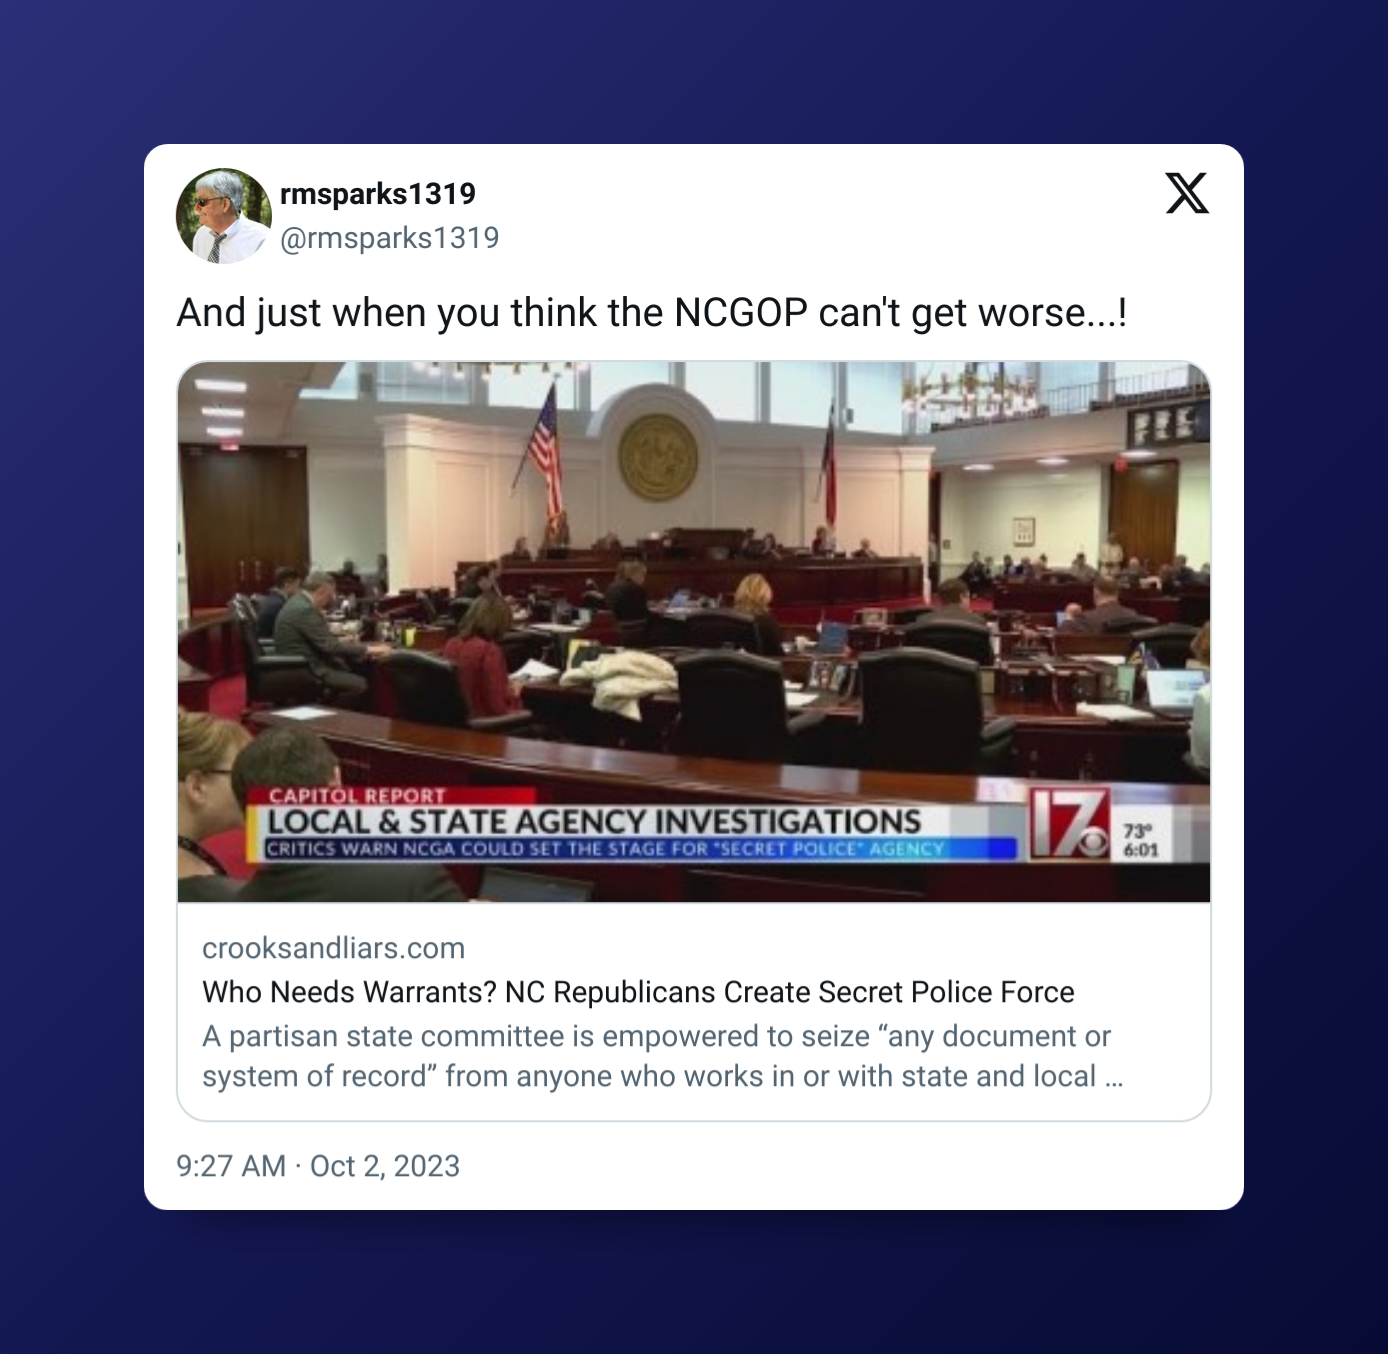 rmsparks1319
@rmsparks1319
And just when you think the NCGOP can't get worse...!
CAPITOL REPORT
LOCAL & STATE AGENCY INVESTIGATIONS
CRITICS WARN NCGA COULD SET THE STAGE FOR "SECRET POLICE" AGENCY
17
73°
6:01
crooksandliars.com
Who Needs Warrants? NC Republicans Create Secret Police Force
A partisan state committee is empowered to seize “any document or
system of record” from anyone who works in or with state and local ...
9:27 AM · Oct 2, 2023